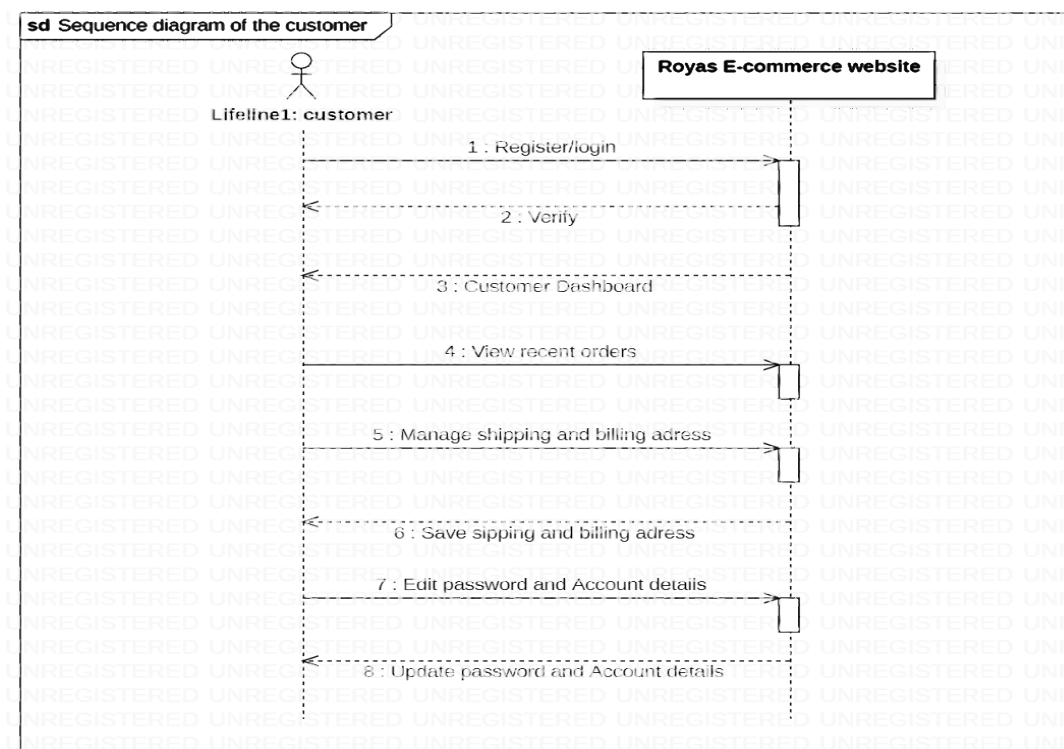 sd Sequence diagram of the customer
Royas E-commerce website
Lifeline1: customer
1 : Register/login
2 : Verify
3 : Customer Dashboard
4 : View recent orders
5 : Manage shipping and billing adress
6 : Save sipping and billing adress
7 : Edit password and Account details
8 : Update password and Account details
UNREGISTERED